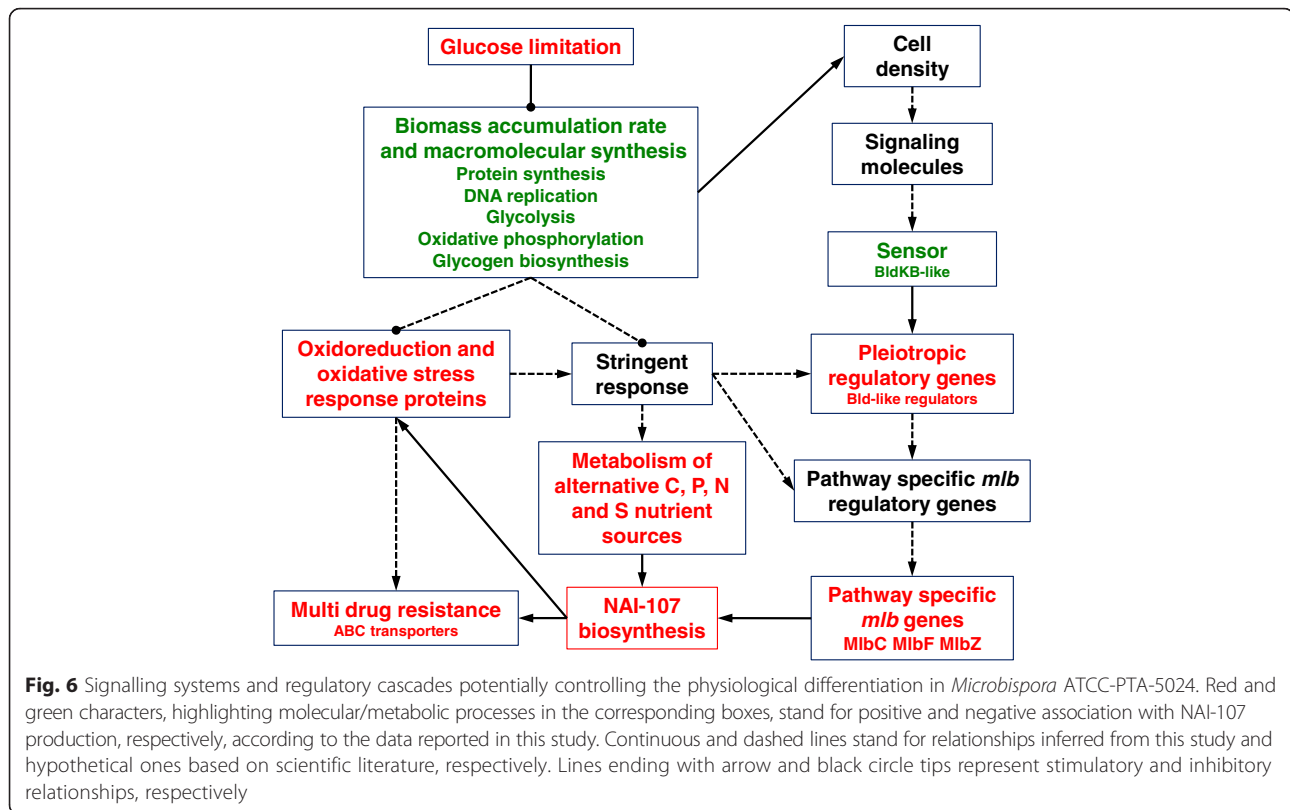 Glucose limitation
Cell
density
Biomass accumulation rate
and macromolecular synthesis
Protein synthesis
DNA replication
Glycolysis
Oxidative phosphorylation
Glycogen biosynthesis
Signaling
molecules
Sensor
BldKB-like
Oxidoreduction and
oxidative stress
response proteins
Stringent
response
Pleiotropic
regulatory genes
Bld-like regulators
Metabolism of
alternative C, P, N
and S nutrient
sources
Pathway specific mlb
regulatory genes
Multi drug resistance
ABC transporters
NAI-107
biosynthesis
Pathway specific
mlb genes
MlbC MlbF MlbZ
Fig. 6 Signalling systems and regulatory cascades potentially controlling the physiological differentiation in Microbispora ATCC-PTA-5024. Red and
green characters, highlighting molecular/metabolic processes in the corresponding boxes, stand for positive and negative association with NAI-107
production, respectively, according to the data reported in this study. Continuous and dashed lines stand for relationships inferred from this study and
hypothetical ones based on scientific literature, respectively. Lines ending with arrow and black circle tips represent stimulatory and inhibitory
relationships, respectively